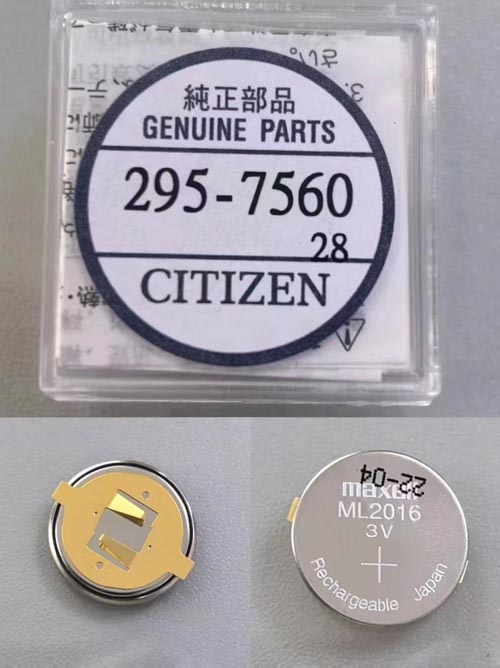 純正部品
GENUINE PARTS
295-7560
28
CITIZEN
22-04
maxell
ML2016
3V
+
Rechargeable Japan